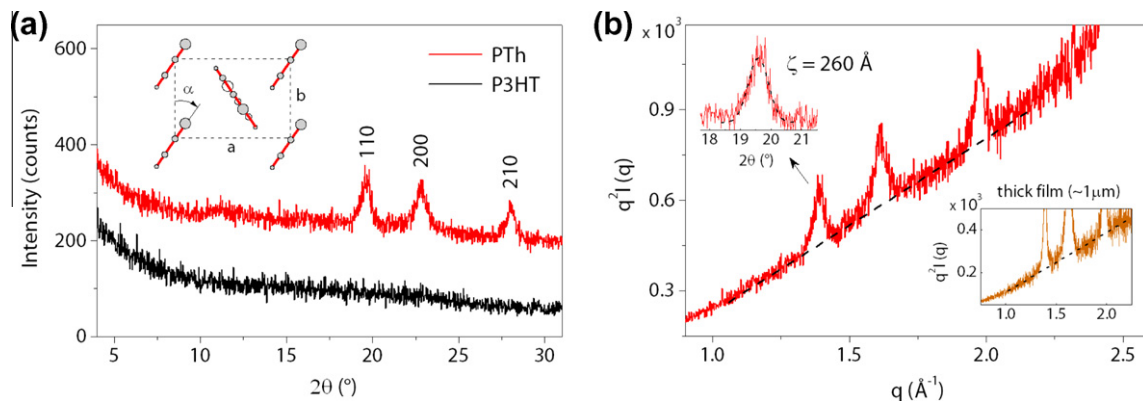 (a)
600
400
200
0
Intensity (counts)
α
b
a
PTh
P3HT
110
200
210
5
10
15
20
25
30
2θ (°)
(b)
x 10³
0.9
0.6
0.3
q²I (q)
ζ = 260 Å
18
19
20
21
2θ (°)
thick film (~1μm)
x 10³
0.4
0.2
q²I (q)
1.0
1.5
2.0
1.0
1.5
2.0
2.5
q (Å⁻¹)